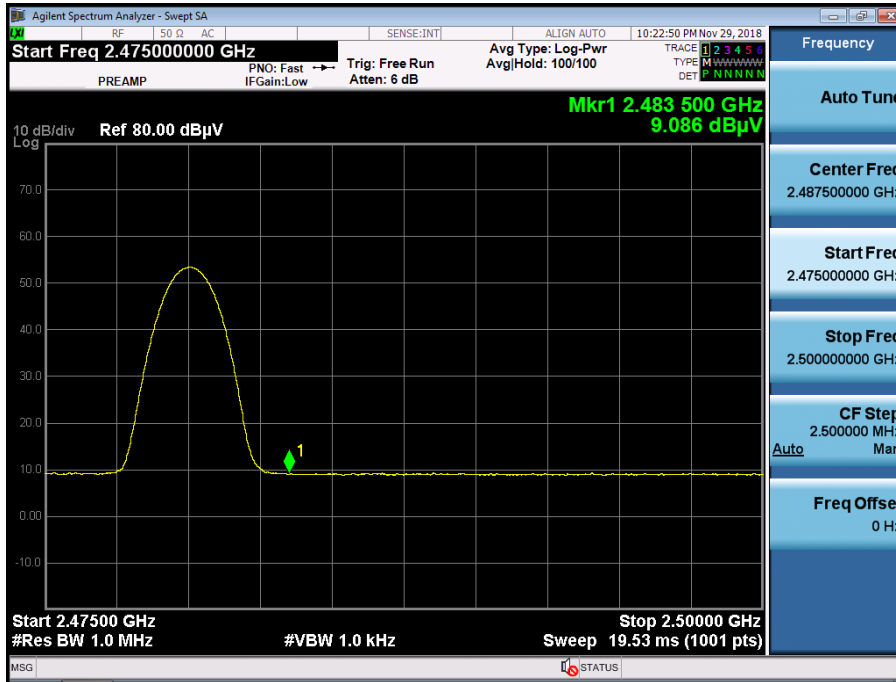 Agilent Spectrum Analyzer - Swept SA
LXI RF 50 Ω AC SENSE:INT ALIGN AUTO 10:22:50 PM Nov 29, 2018
Start Freq 2.475000000 GHz
PREAMP
PNO: Fast
IFGain:Low
Trig: Free Run
Atten: 6 dB
Avg Type: Log-Pwr
Avg|Hold: 100/100
TRACE 1 2 3 4 5 6
TYPE M WWWWW
DET P N N N N N
Mkr1 2.483 500 GHz
9.086 dBµV
10 dB/div Ref 80.00 dBµV
Log
70.0
60.0
50.0
40.0
30.0
20.0
10.0
0.00
-10.0
1
Start 2.47500 GHz Stop 2.50000 GHz
#Res BW 1.0 MHz #VBW 1.0 kHz Sweep 19.53 ms (1001 pts)
MSG STATUS
Frequency
Auto Tune
Center Freq
2.487500000 GHz
Start Freq
2.475000000 GHz
Stop Freq
2.500000000 GHz
CF Step
2.500000 MHz
Auto Man
Freq Offset
0 Hz